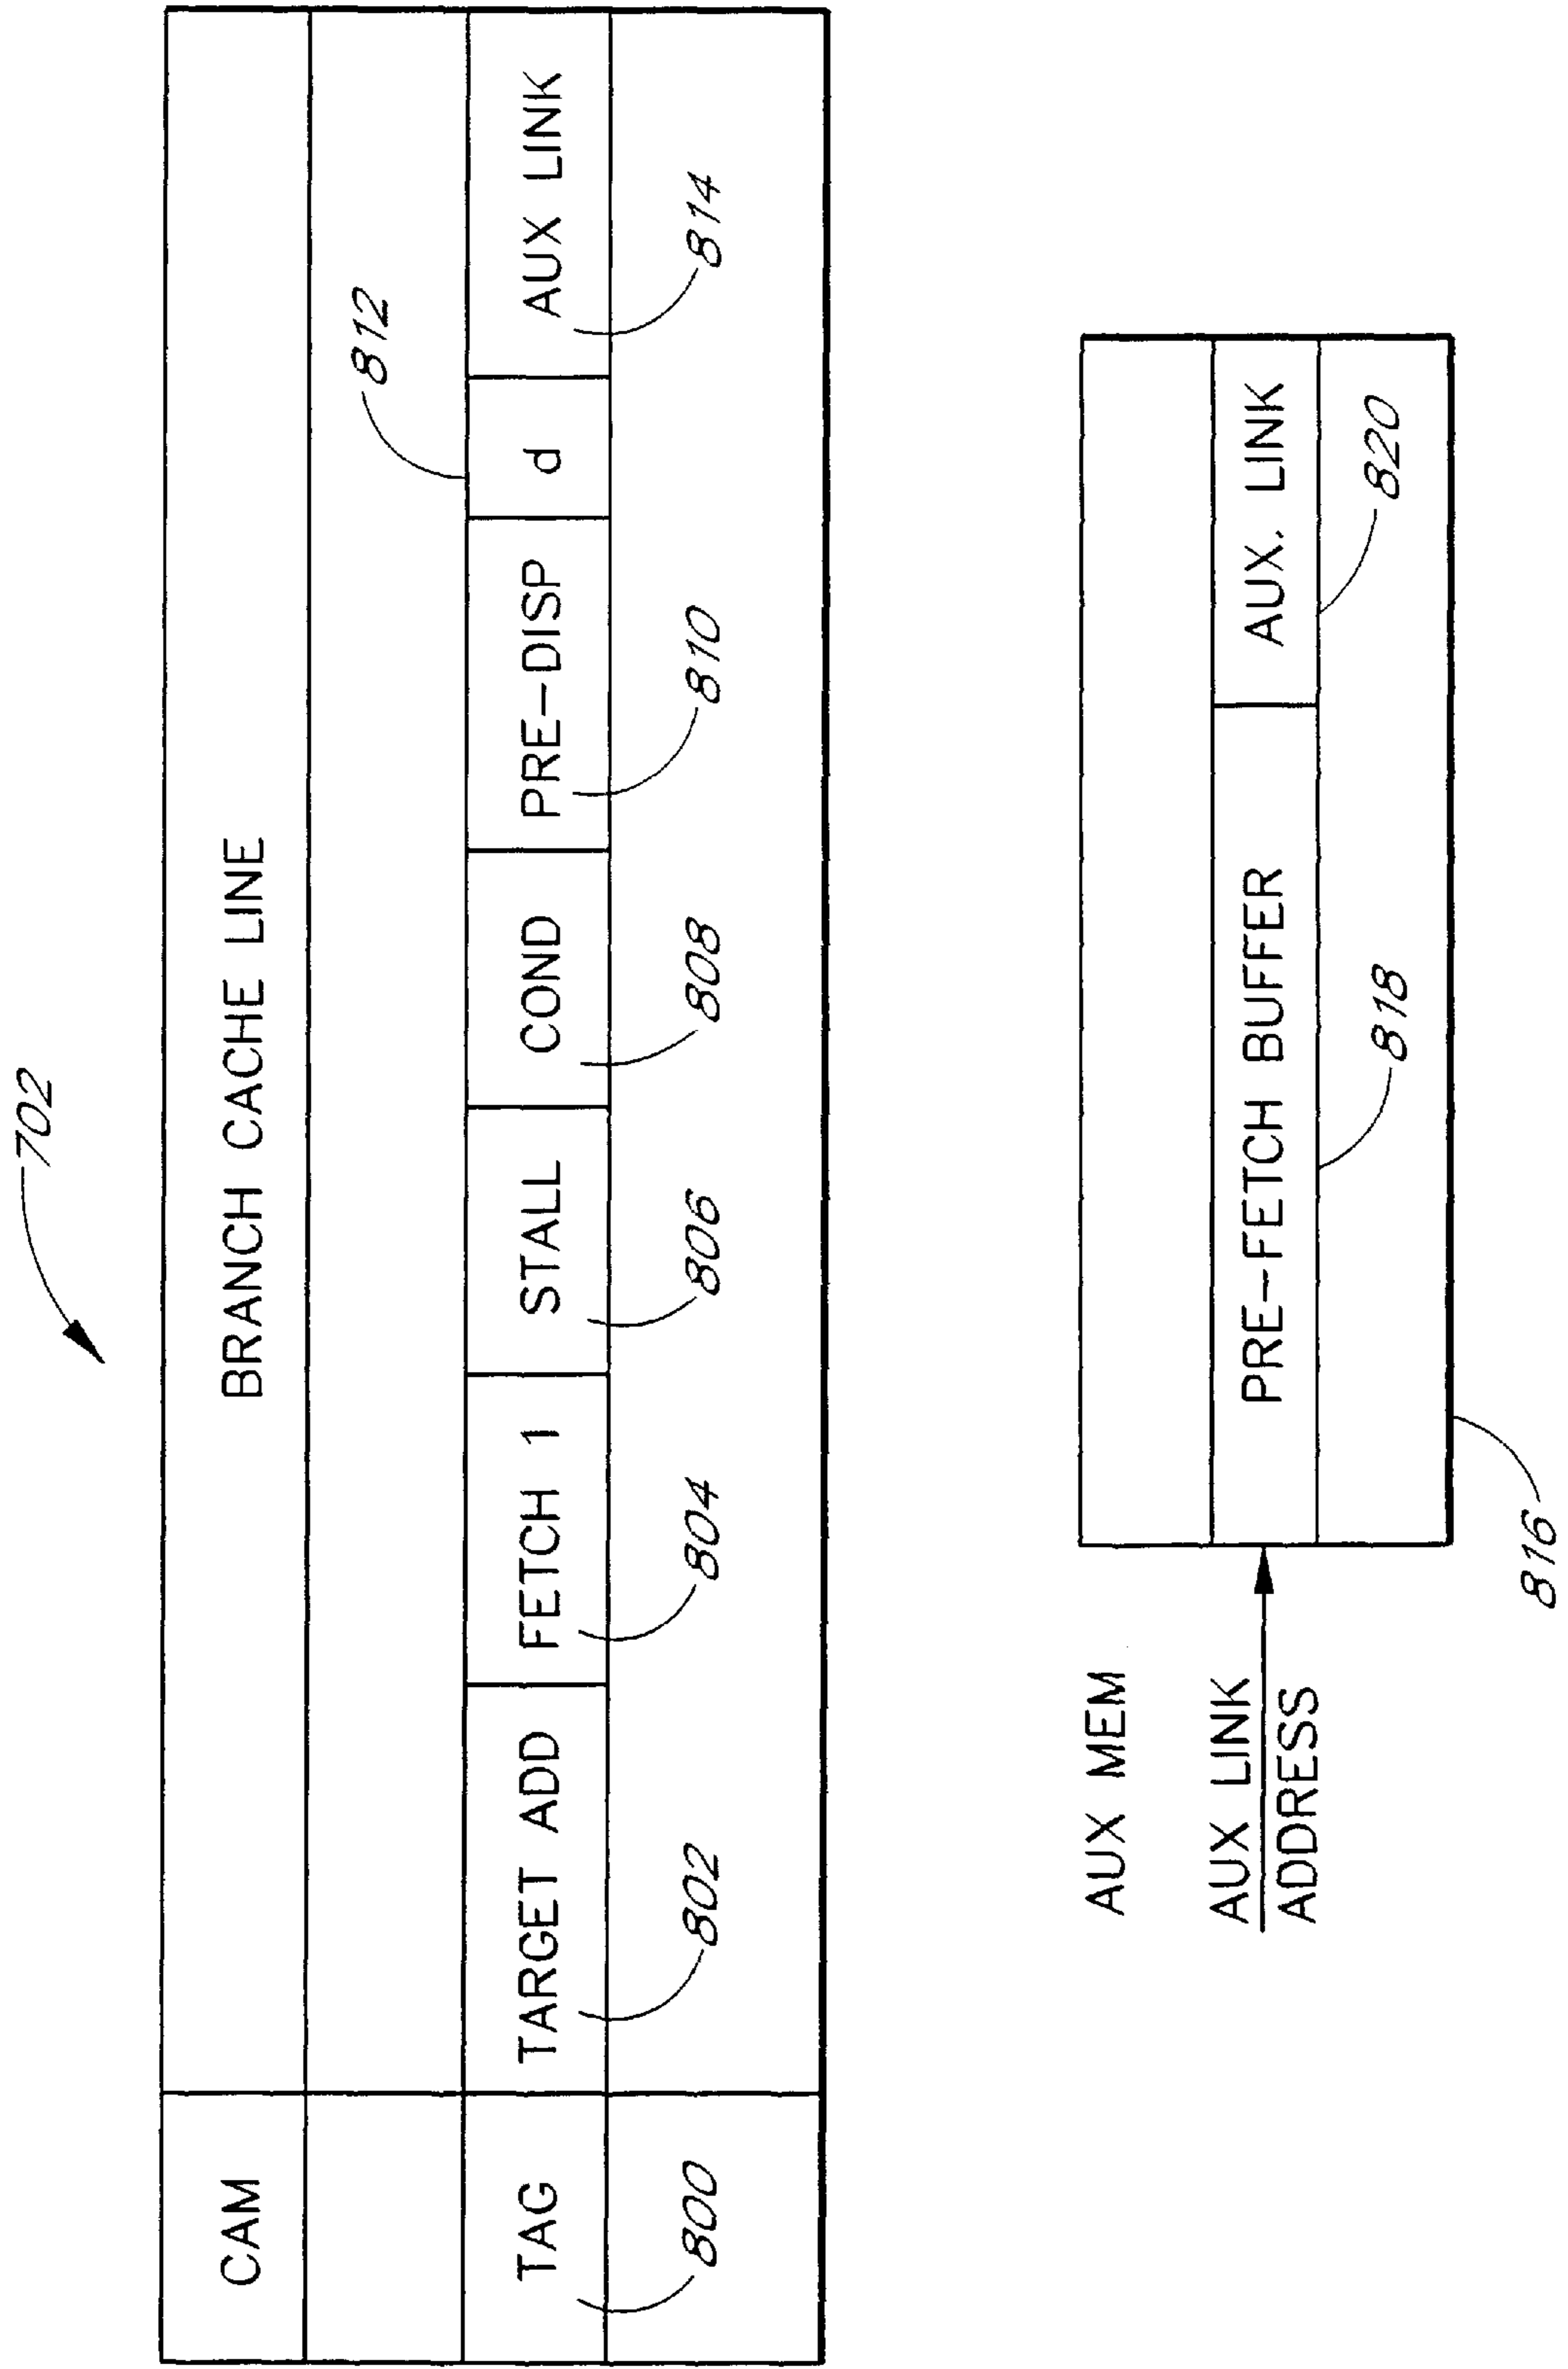 702
CAM BRANCH CACHE LINE
812
TAG TARGET ADD FETCH 1 STALL COND PRE-DISP d AUX LINK
800 802 804 806 808 810 814
AUX MEM
AUX LINK
ADDRESS
PRE-FETCH BUFFER AUX. LINK
818 820
816